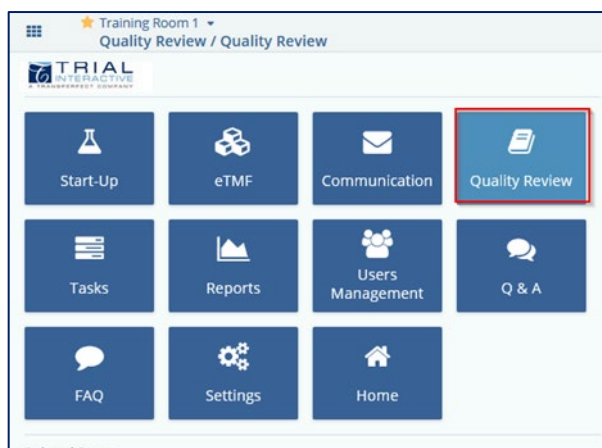 Training Room 1
Quality Review / Quality Review
TRIAL
INTERACTIVE
A TRANSPERFECT COMPANY
Start-Up
eTMF
Communication
Quality Review
Tasks
Reports
Users
Management
Q & A
FAQ
Settings
Home